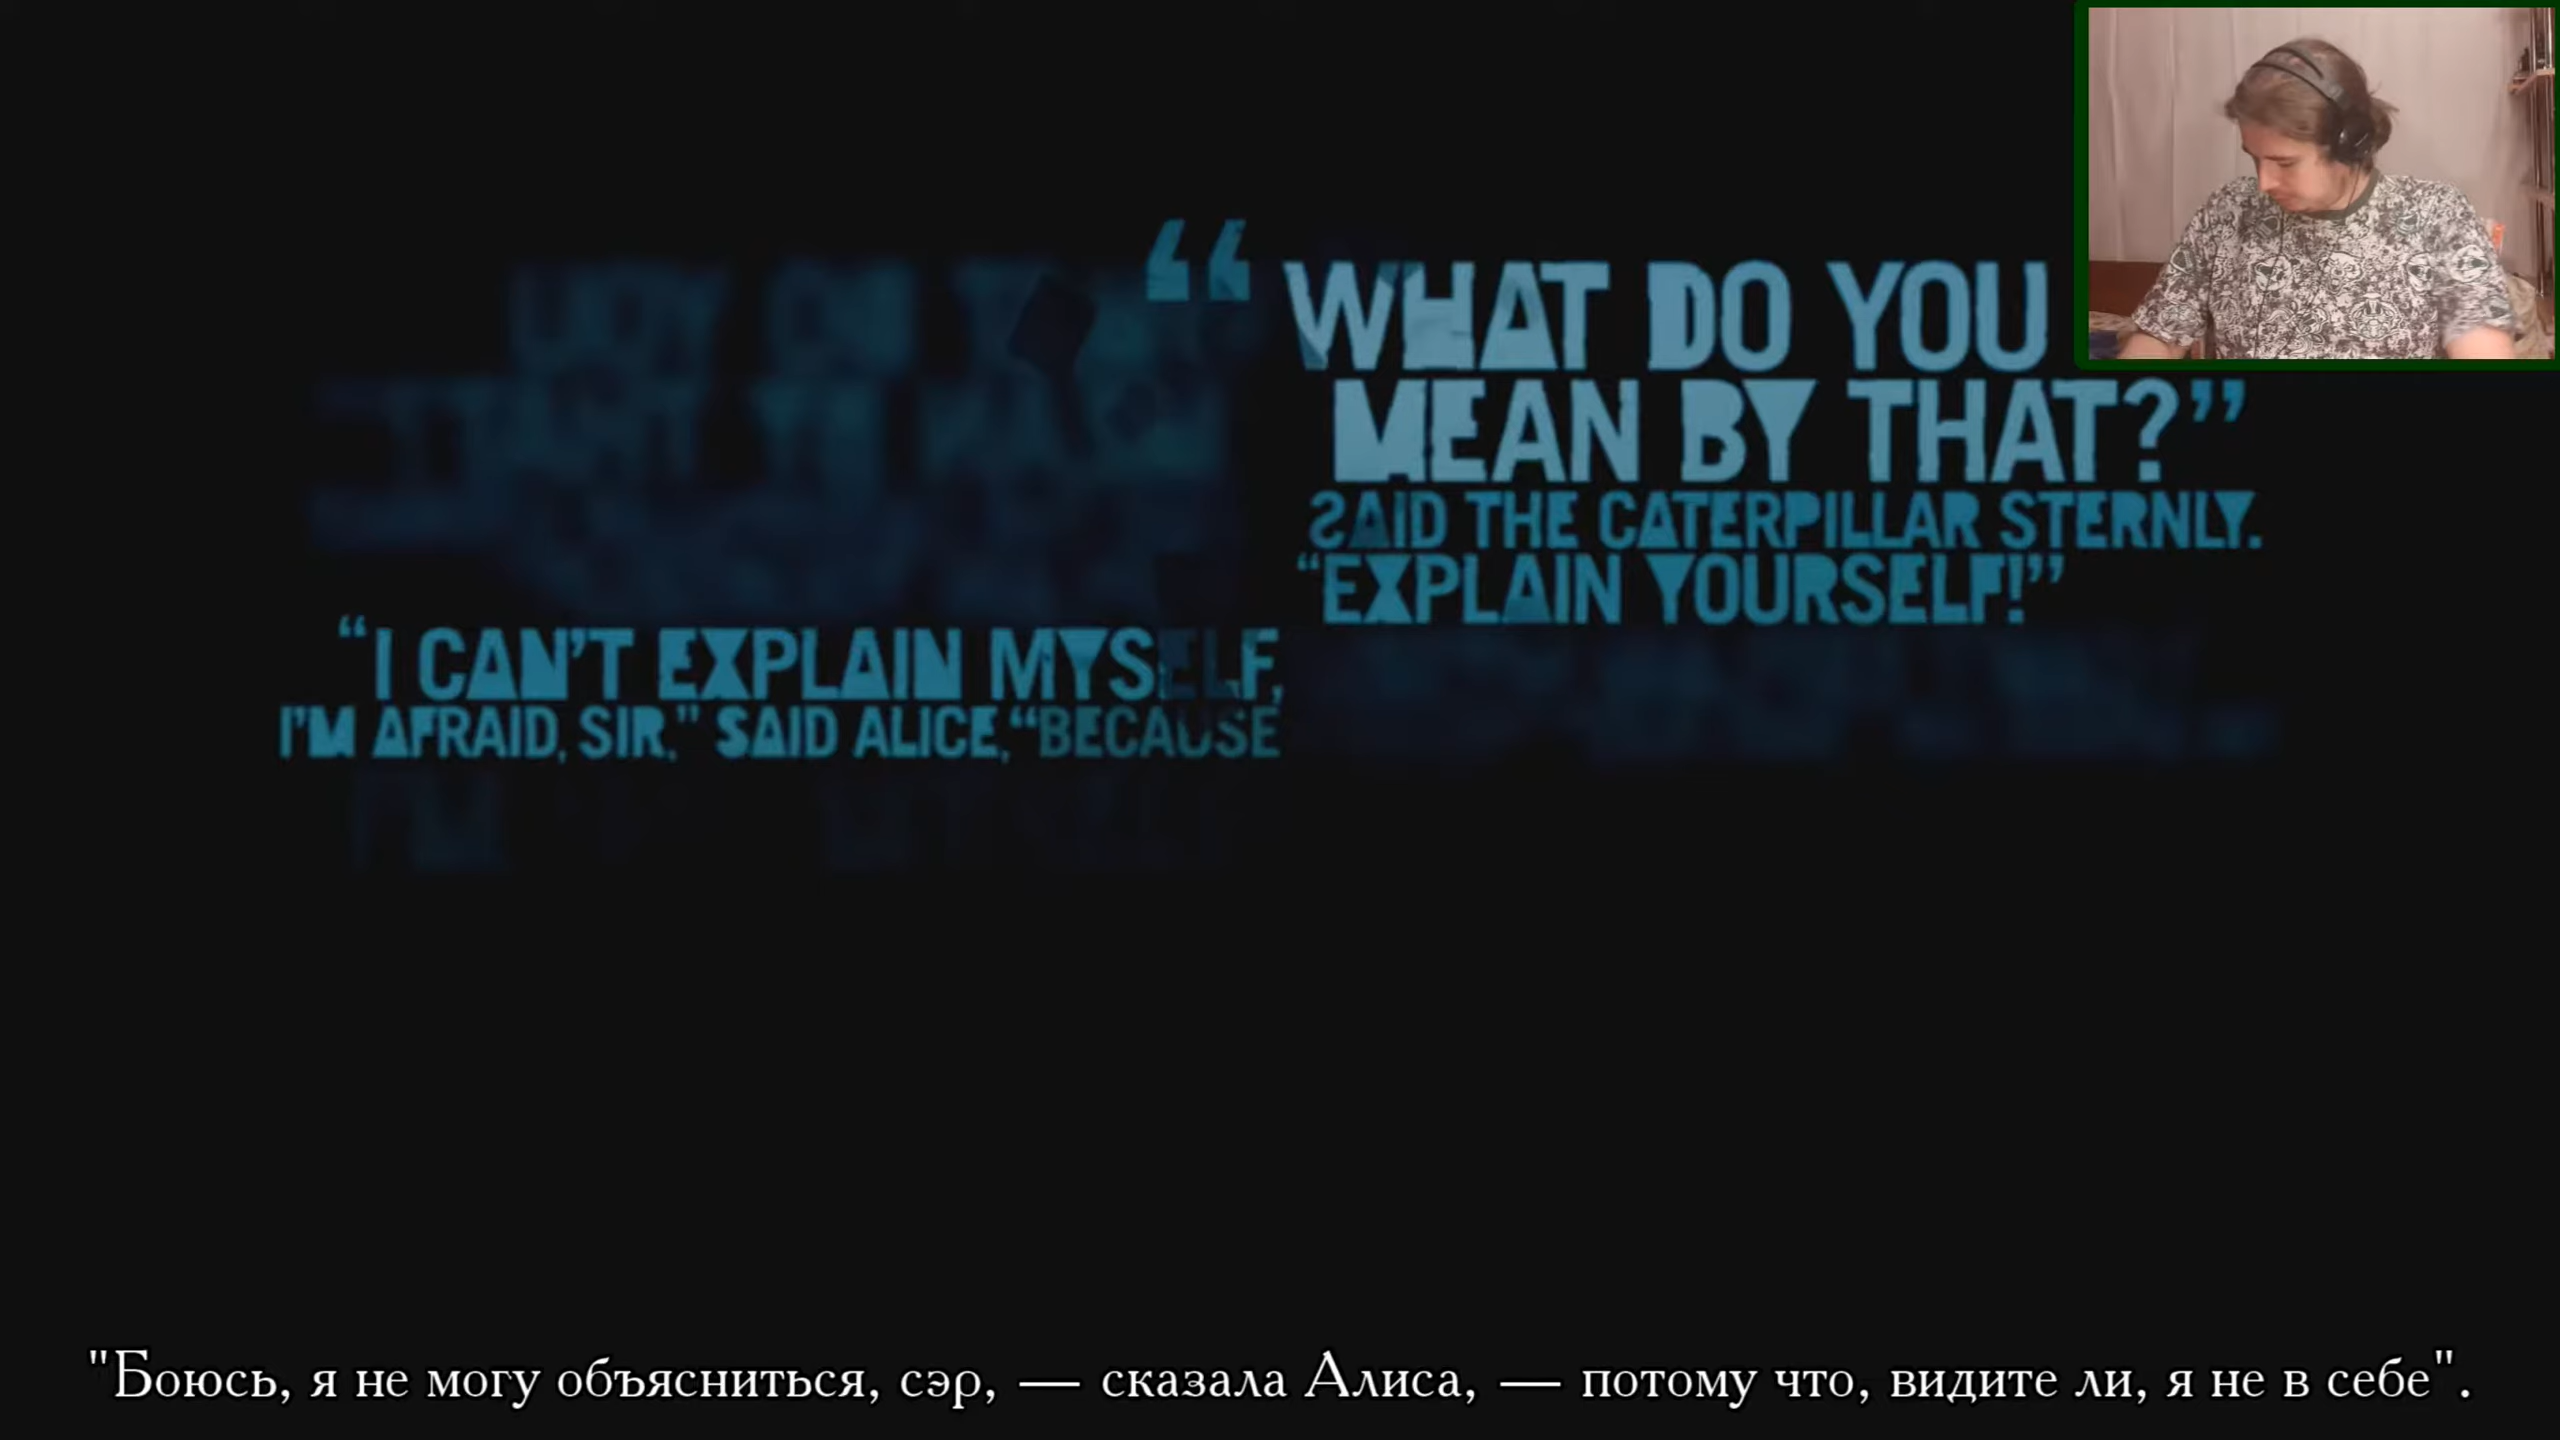 “WHAT DO YOU
MEAN BY THAT?”
SAID THE CATERPILLAR STERNLY.
“EXPLAIN YOURSELF!”
“I CAN'T EXPLAIN MYSELF,
I'M AFRAID, SIR,” SAID ALICE, “BECAUSE
"Боюсь, я не могу объясниться, сэр, — сказала Алиса, — потому что, видите ли, я не в себе".